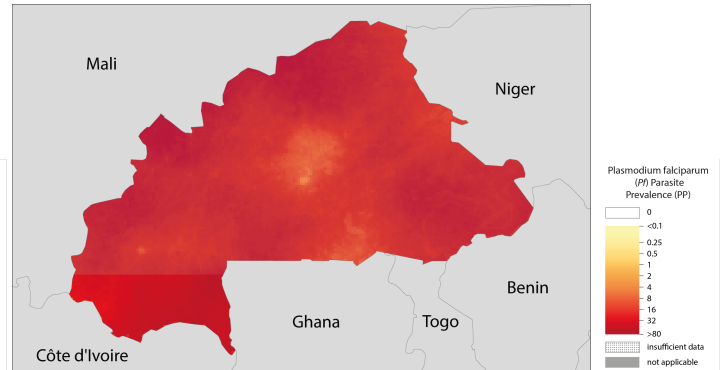 Mali
Niger
Benin
Ghana
Togo
Côte d'Ivoire
Plasmodium falciparum
(Pf) Parasite
Prevalence (PP)
0
<0.1
0.25
0.5
1
2
4
8
16
32
>80
insufficient data
not applicable